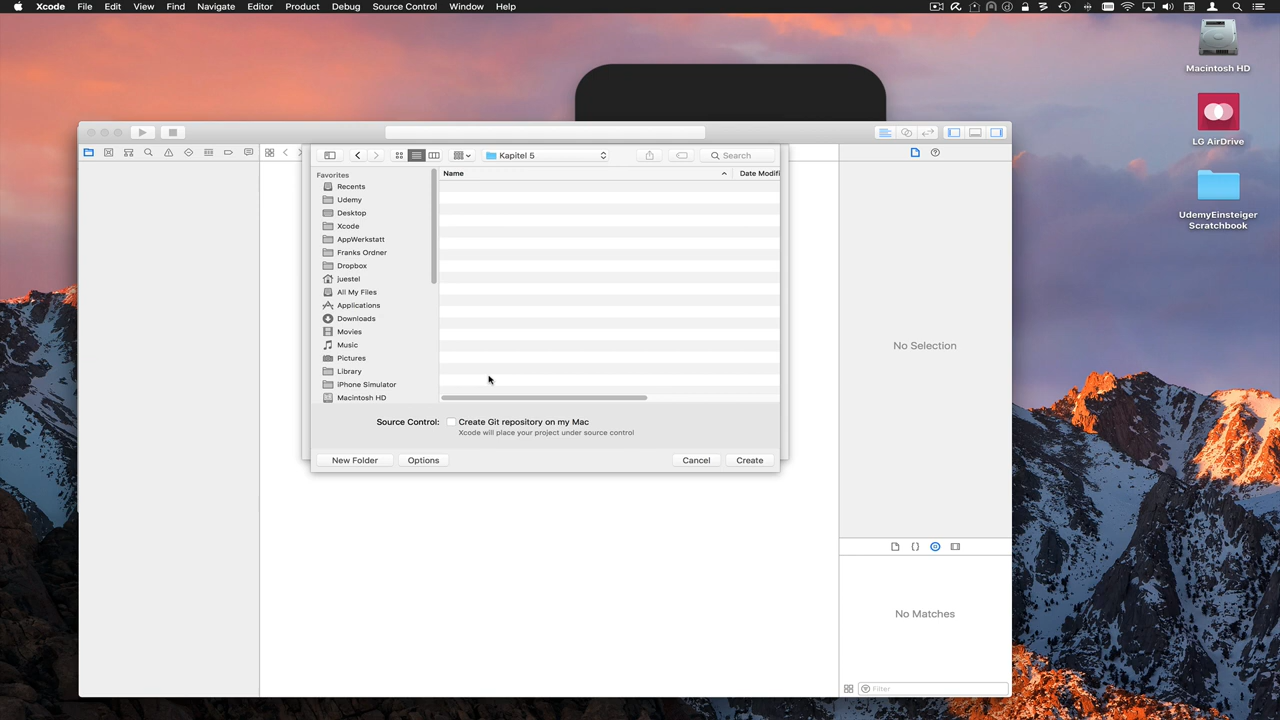 Xcode File Edit View Find Navigate Editor Product Debug Source Control Window Help
Macintosh HD
LG AirDrive
UdemyEinsteiger
Scratchbook
Kapitel 5
Search
Favorites
Name
Date Modifi
Recents
Udemy
Desktop
Xcode
AppWerkstatt
Franks Ordner
Dropbox
juestel
All My Files
Applications
Downloads
Movies
Music
Pictures
Library
iPhone Simulator
Macintosh HD
Source Control: Create Git repository on my Mac
Xcode will place your project under source control
New Folder Options Cancel Create
No Selection
No Matches
Filter